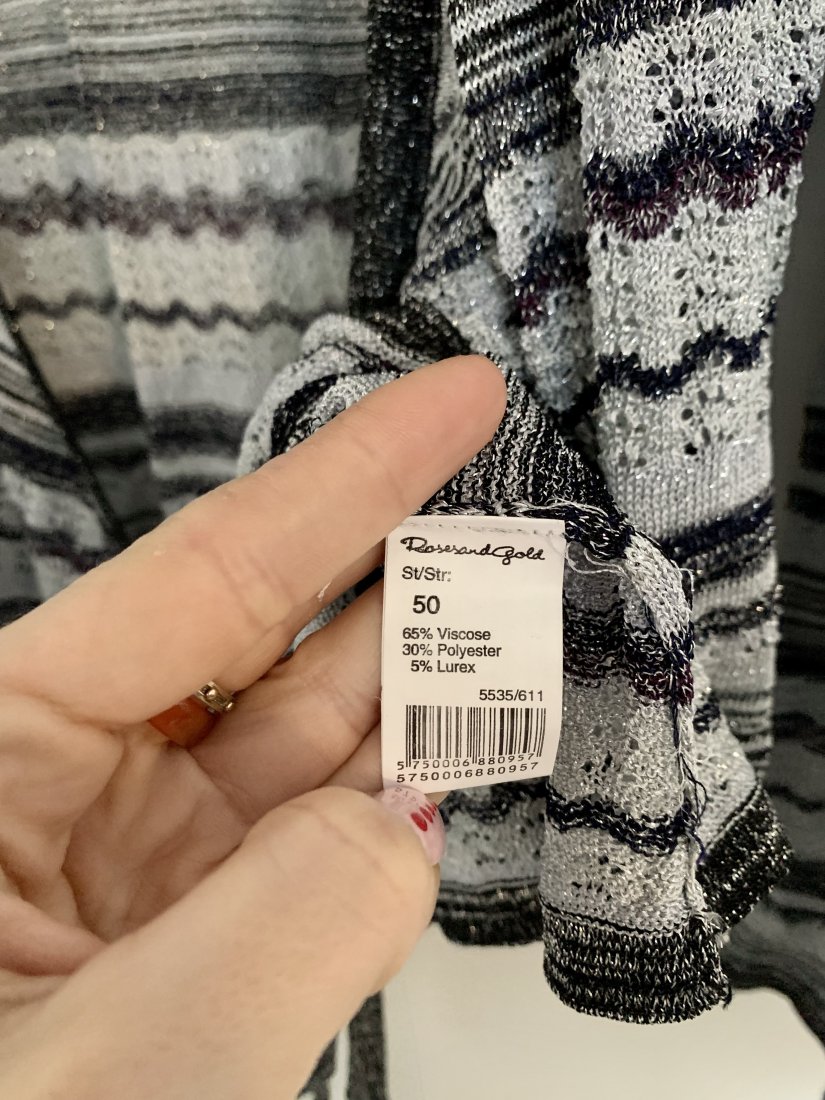 RosesandGold
St/Str:
50
65% Viscose
30% Polyester
5% Lurex
5535/611
5 750006 880957
5750006880957